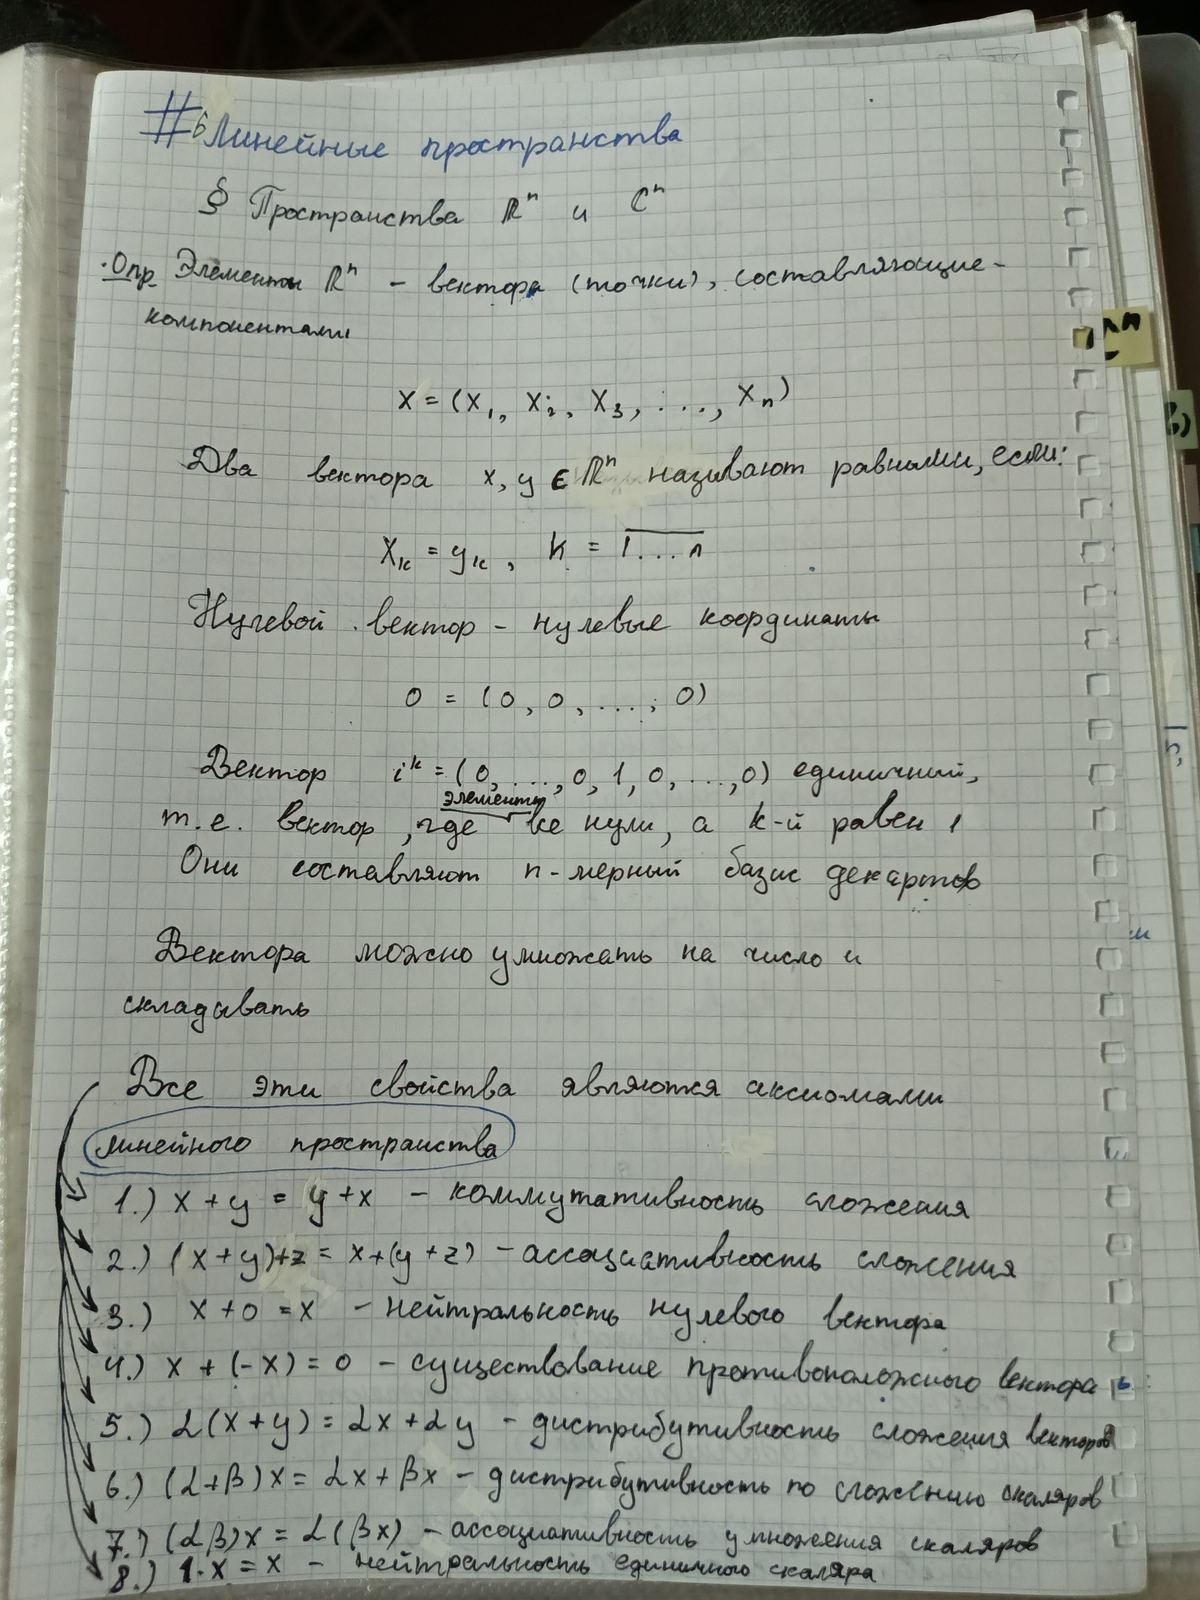 #6 Линейные пространства
§ Пространства ℝⁿ и ℂⁿ
·Опр Элементы ℝⁿ – вектора (точки), составляющие-
компонентами
x = (x₁, x₂, x₃, ..., xₙ)
Два вектора x, y ∈ ℝⁿ называют равными, если:
xₖ = yₖ, k = 1...n
Нулевой вектор – нулевые координаты
0 = (0, 0, ..., 0)
Вектор iᵏ = (0, ..., 0, 1, 0, ..., 0) единичный,
элементы
т.е. вектор, где все нули, а k-й равен 1
Они составляют n-мерный базис декартов
Вектора можно умножать на число и
складывать
Все эти свойства являются аксиомами
линейного пространства
1.) x + y = y + x – коммутативность сложения
2.) (x + y) + z = x + (y + z) – ассоциативность сложения
3.) x + 0 = x – нейтральность нулевого вектора
4.) x + (-x) = 0 – существование противоположного вектора
5.) α(x + y) = αx + αy – дистрибутивность сложения векторов
6.) (α + β)x = αx + βx – дистрибутивность по сложению скаляров
7.) (αβ)x = α(βx) – ассоциативность умножения скаляров
8.) 1·x = x – нейтральность единичного скаляра